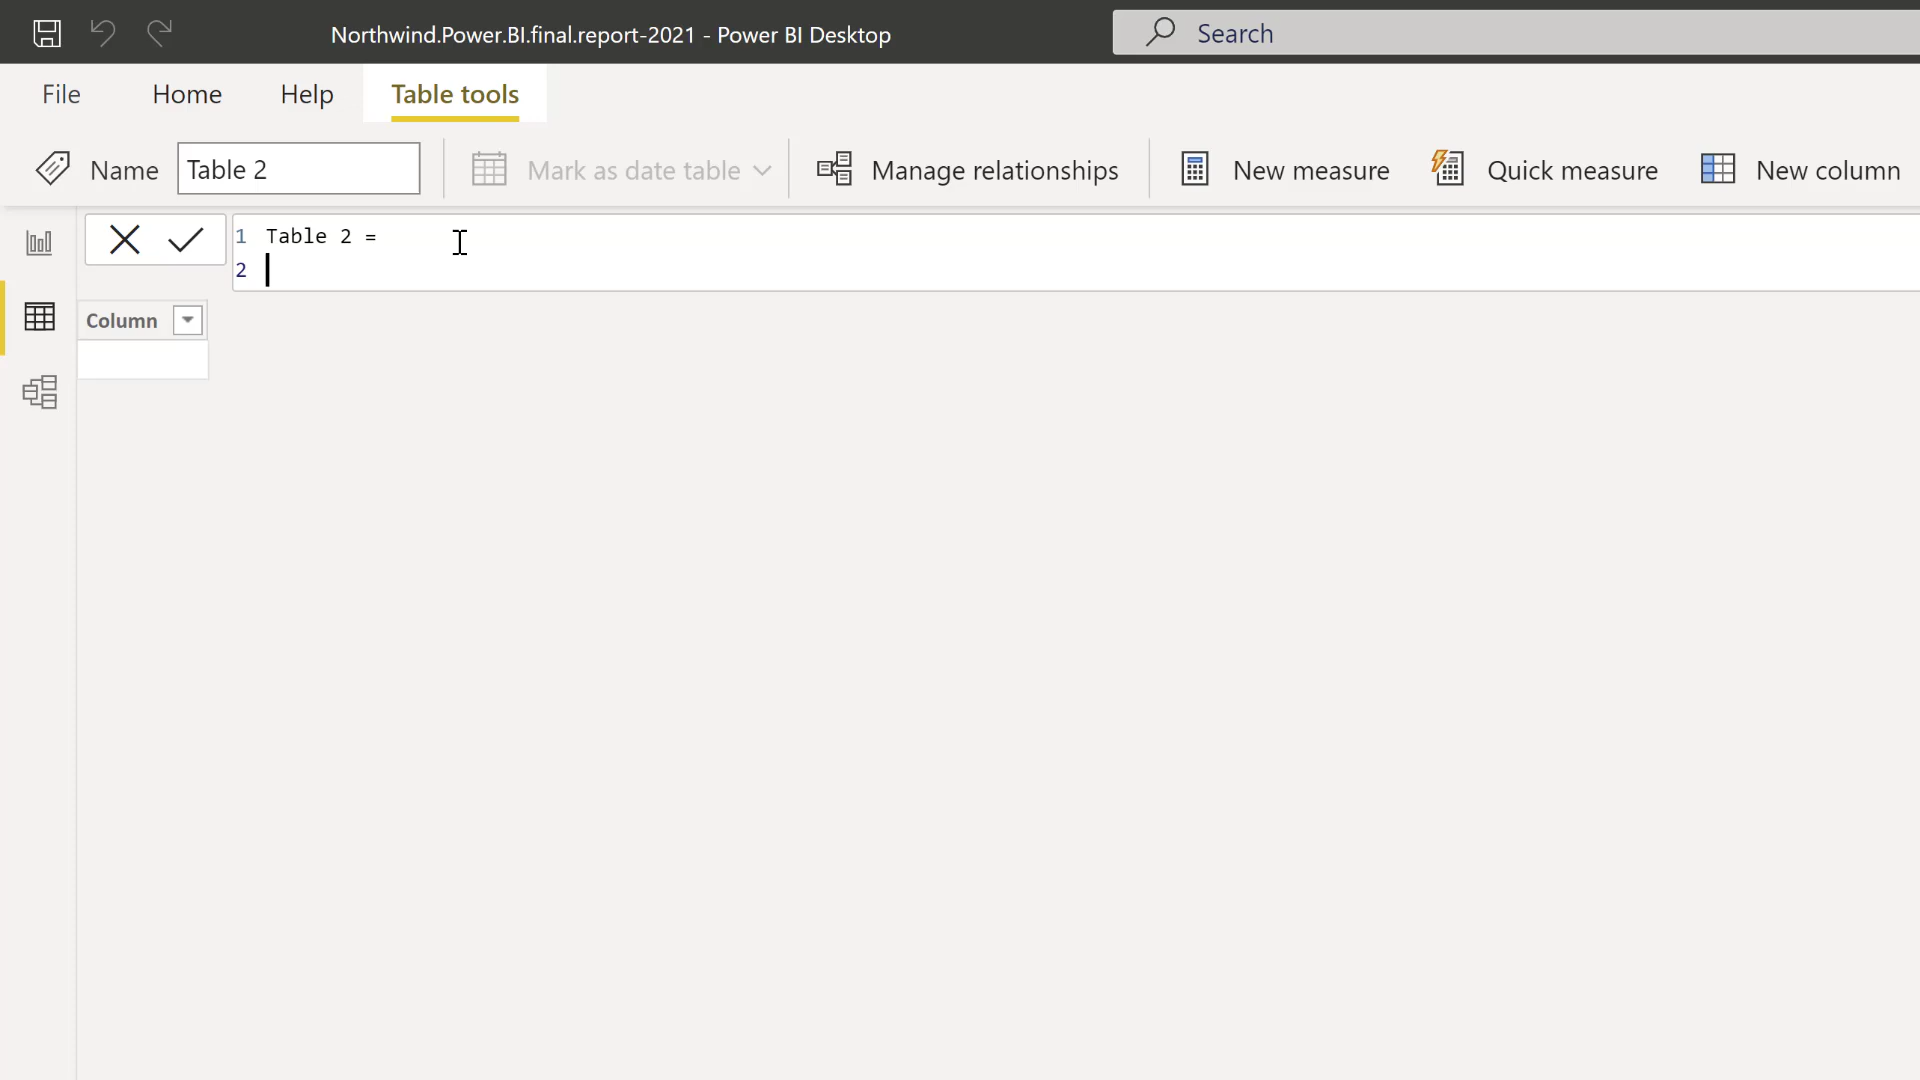 Northwind.Power.BI.final.report-2021 - Power BI Desktop
Search
File Home Help Table tools
Name Table 2 Mark as date table Manage relationships New measure Quick measure New column
1 Table 2 =
2
Column